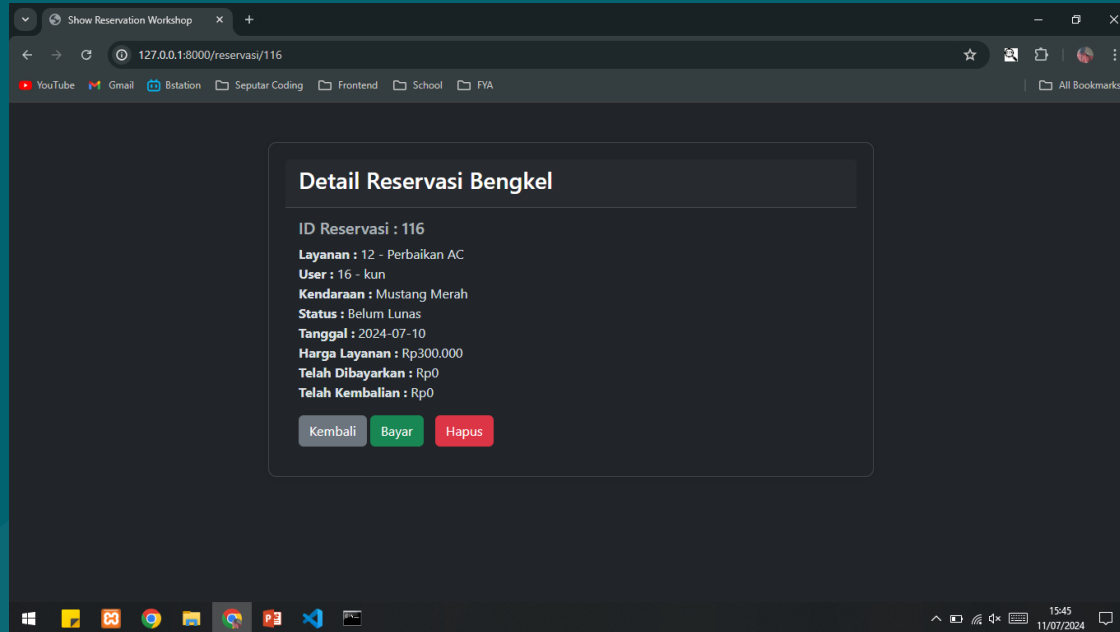 Show Reservation Workshop
127.0.0.1:8000/reservasi/116
YouTube Gmail Bstation Seputar Coding Frontend School FYA All Bookmarks
Detail Reservasi Bengkel
ID Reservasi : 116
Layanan : 12 - Perbaikan AC
User : 16 - kun
Kendaraan : Mustang Merah
Status : Belum Lunas
Tanggal : 2024-07-10
Harga Layanan : Rp300.000
Telah Dibayarkan : Rp0
Telah Kembalian : Rp0
Kembali Bayar Hapus
15:45
11/07/2024